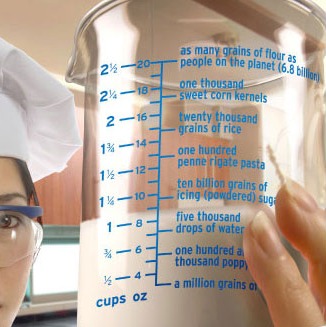 as many grains of flour as
2½ 20 people on the planet (6.8 billion)
one thousand
2¼ 18 sweet corn kernels
2 16 twenty thousand
grains of rice
1¾ 14 one hundred
penne rigate pasta
1½ 12
ten billion grains of
1¼ 10 icing (powdered)
five thousand
1 8 drops of water
¾ 6 one hundred
thousand
½ 4 a million grains
cups oz